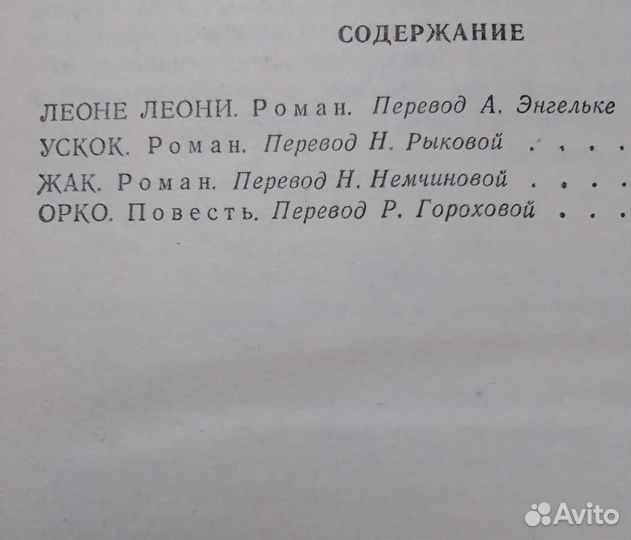 СОДЕРЖАНИЕ
ЛЕОНЕ ЛЕОНИ. Роман. Перевод А. Энгельке
УСКОК. Роман. Перевод Н. Рыковой . . . .
ЖАК. Роман. Перевод Н. Немчиновой . . . .
ОРКО. Повесть. Перевод Р. Гороховой . . .
Avito